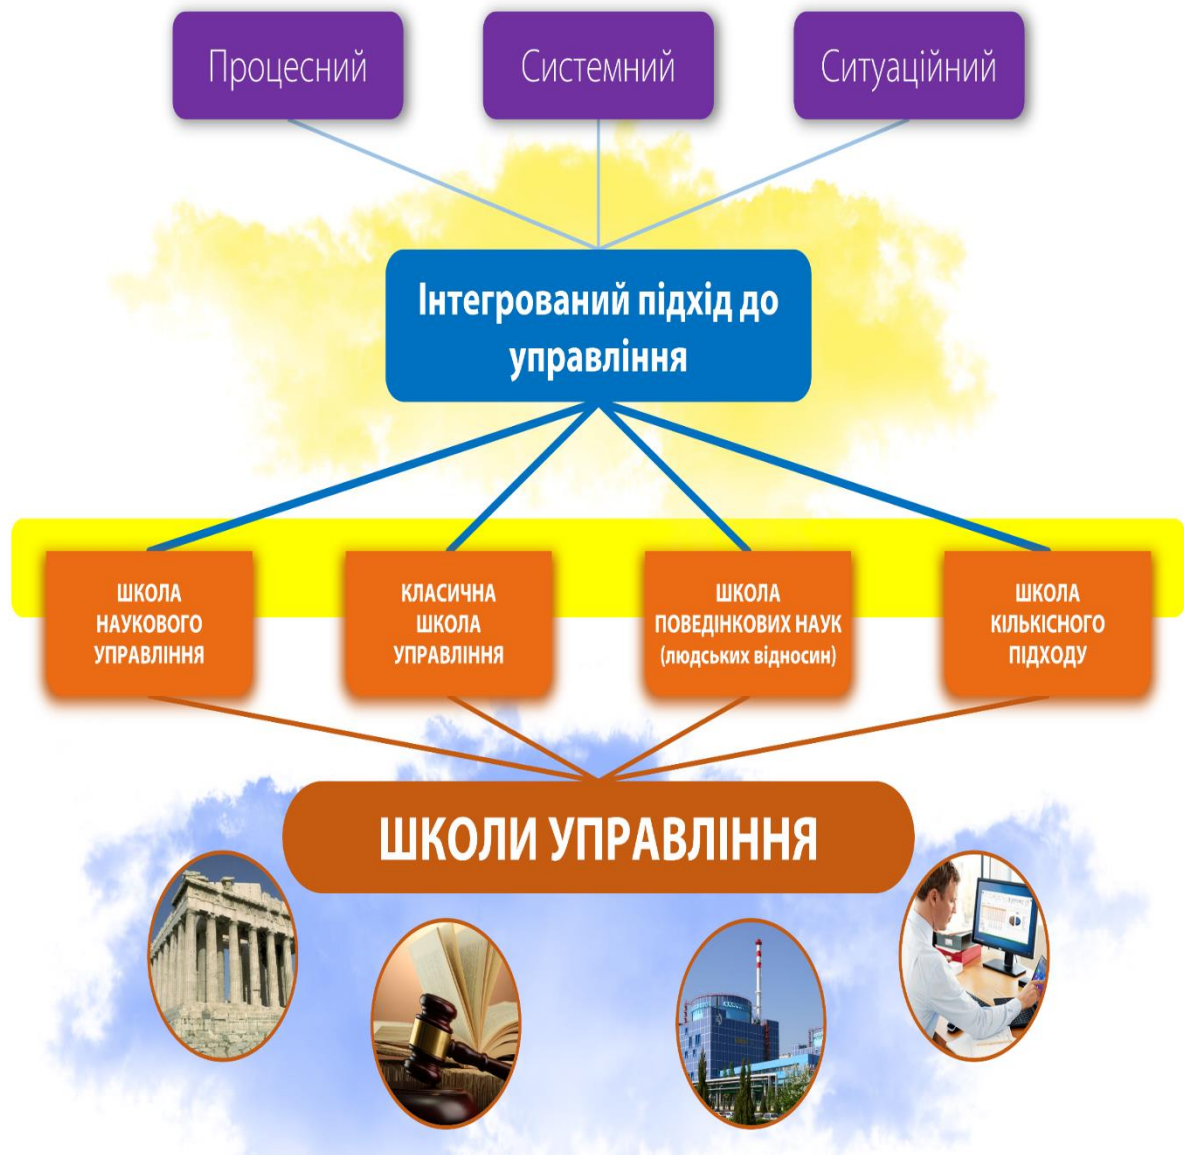 Процесний
Системний
Ситуаційний
Інтегрований підхід до
управління
ШКОЛА
НАУКОВОГО
УПРАВЛІННЯ
КЛАСИЧНА
ШКОЛА
УПРАВЛІННЯ
ШКОЛА
ПОВЕДІНКОВИХ НАУК
(людських відносин)
ШКОЛА
КІЛЬКІСНОГО
ПІДХОДУ
ШКОЛИ УПРАВЛІННЯ